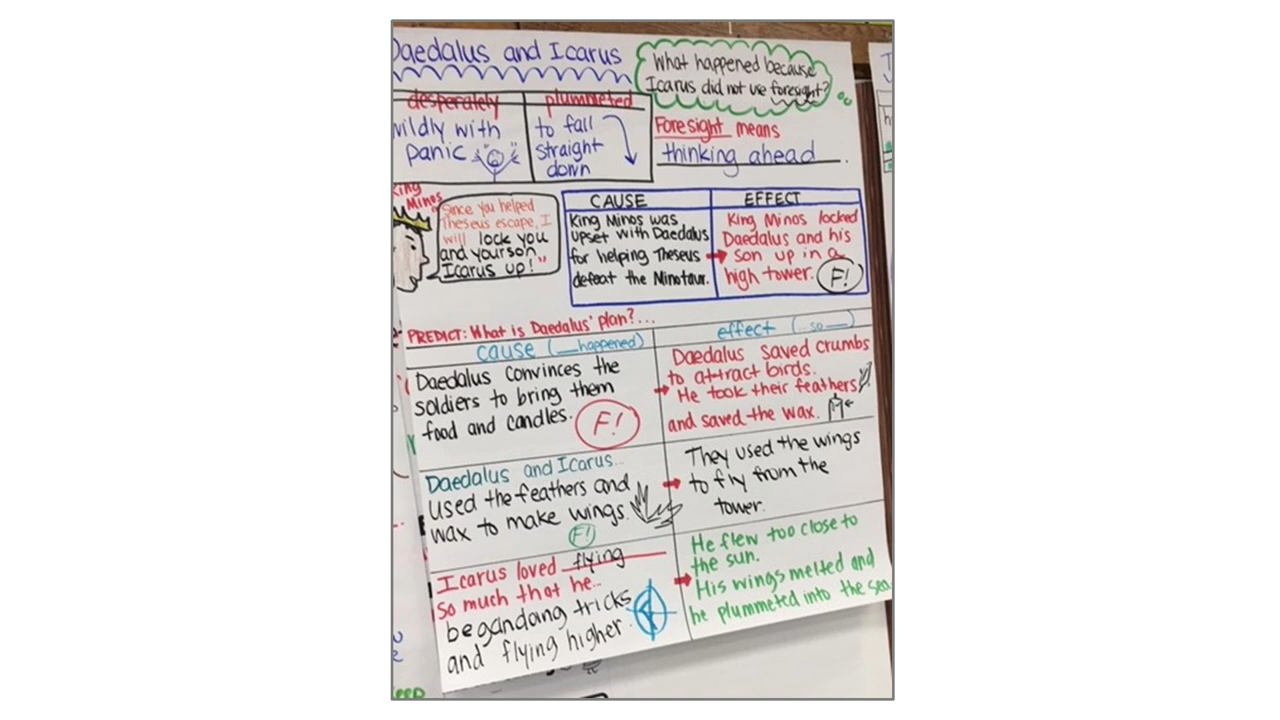 Daedalus and Icarus
What happened because
Icarus did not use foresight?
desperately
wildly with
panic
plummeted
to fall
straight
down
Foresight means
thinking ahead.
King
Minos
Since you helped
Theseus escape, I
will lock you
and your son
Icarus up!"
CAUSE
King Minos was
upset with Daedalus
for helping Theseus
defeat the Minotaur.
EFFECT
King Minos locked
Daedalus and his
son up in a
high tower.
F!
PREDICT: What is Daedalus' plan?...
cause (__happened)
effect (...so__)
Daedalus convinces the
soldiers to bring them
food and candles.
F!
Daedalus saved crumbs
to attract birds.
He took their feathers
and saved the wax.
Daedalus and Icarus...
used the feathers and
wax to make wings.
F!
They used the wings
to fly from the
tower.
Icarus loved flying
so much that he...
began doing tricks
and flying higher.
He flew too close to
the sun.
His wings melted and
he plummeted into the sea